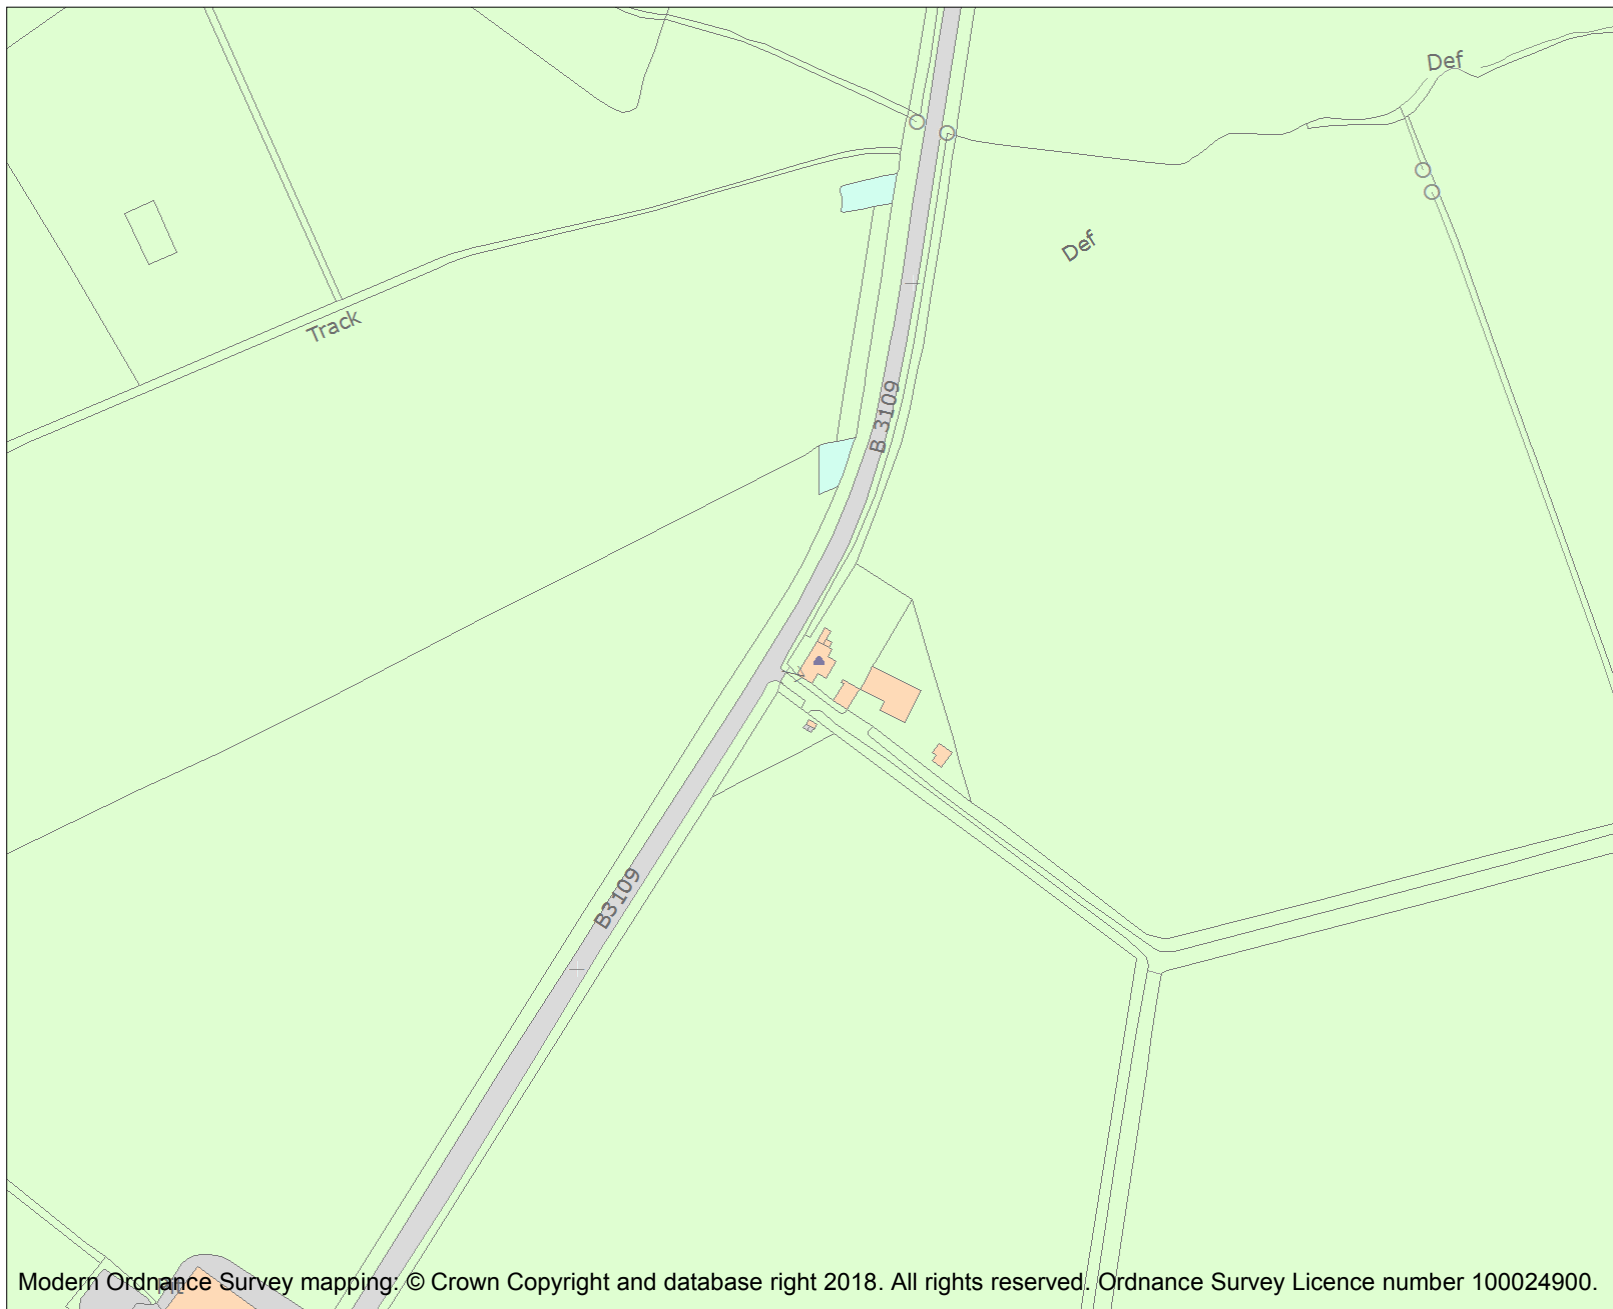 Def
Def
Track
B 3109
B3109
Modern Ordnance Survey mapping: © Crown Copyright and database right 2018. All rights reserved. Ordnance Survey Licence number 100024900.